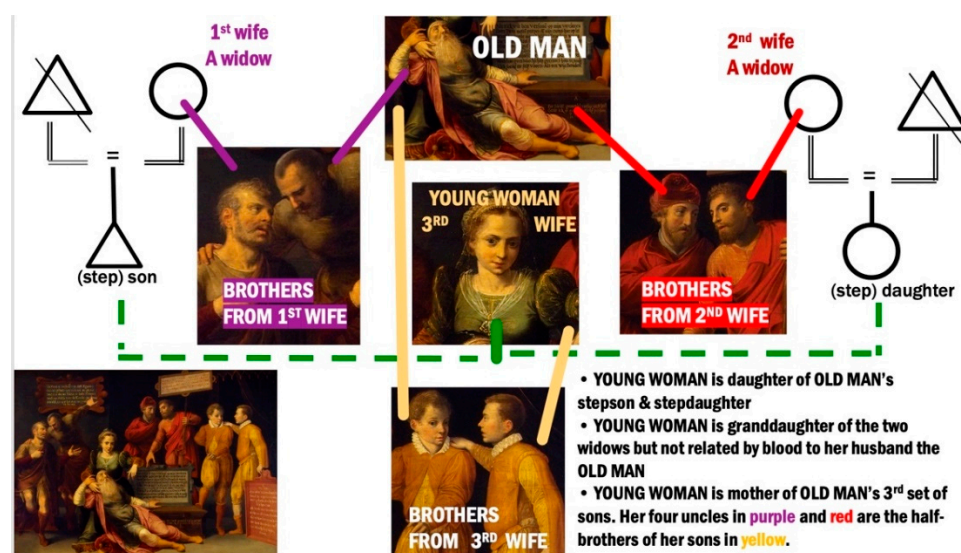 1st wife
A widow
OLD MAN
2nd wife
A widow
YOUNG WOMAN
3RD WIFE
(step) son
BROTHERS
FROM 1ST WIFE
BROTHERS
FROM 2ND WIFE
(step) daughter
BROTHERS
FROM 3RD WIFE
• YOUNG WOMAN is daughter of OLD MAN's
stepson & stepdaughter
• YOUNG WOMAN is granddaughter of the two
widows but not related by blood to her husband the
OLD MAN
• YOUNG WOMAN is mother of OLD MAN's 3rd set of
sons. Her four uncles in purple and red are the half-
brothers of her sons in yellow.